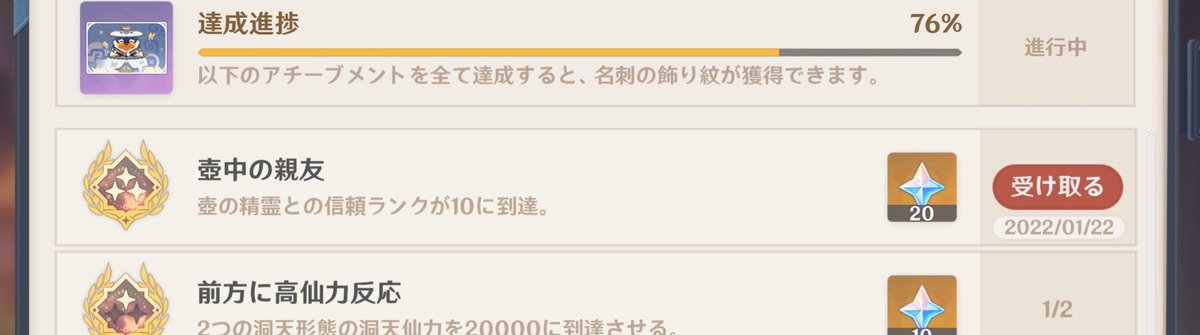 達成進捗
76%
進行中
以下のアチーブメントを全て達成すると、名刺の飾り紋が獲得できます。
壺中の親友
壺の精霊との信頼ランクが10に到達。
20
受け取る
2022/01/22
前方に高仙力反応
2つの洞天形態の洞天仙力を20000に到達させる。
10
1/2